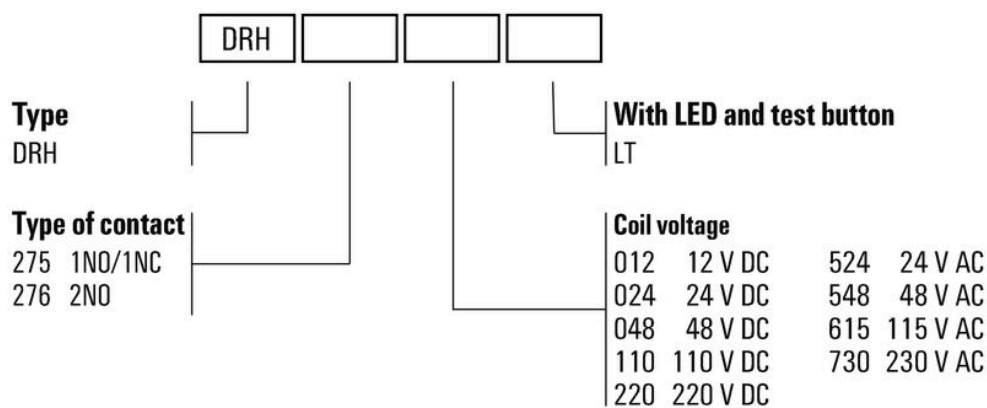 DRH
Type
DRH
With LED and test button
LT
Type of contact
275 1NO/1NC
276 2NO
Coil voltage
012 12 V DC 524 24 V AC
024 24 V DC 548 48 V AC
048 48 V DC 615 115 V AC
110 110 V DC 730 230 V AC
220 220 V DC